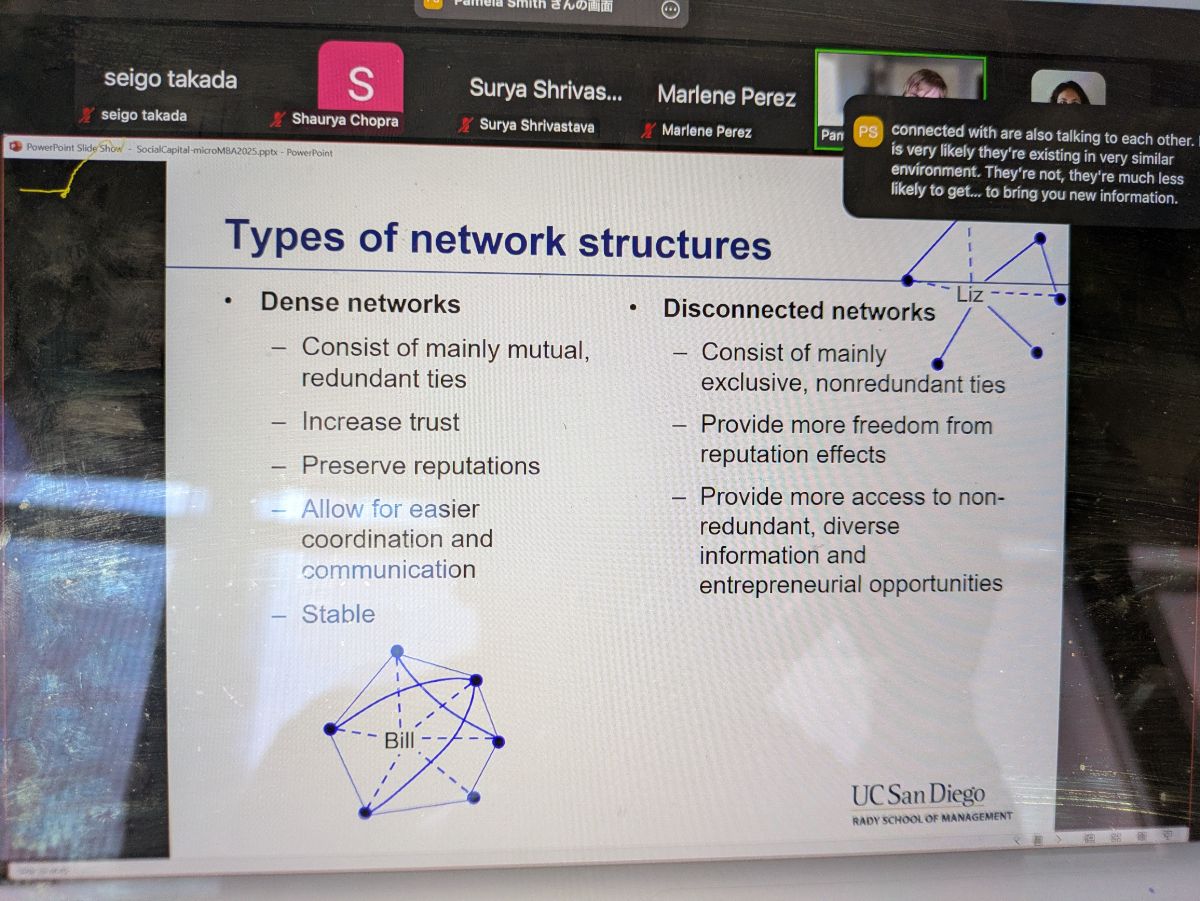 Pamela Smith さんの画面
seigo takada
S
Surya Shrivas...
Marlene Perez
seigo takada
Shaurya Chopra
Surya Shrivastava
Marlene Perez
Pam
PS
connected with are also talking to each other.
is very likely they're existing in very similar
environment. They're not, they're much less
likely to get... to bring you new information.
PowerPoint Slide Show - SocialCapital-microMBA2025.pptx - PowerPoint
Types of network structures
• Dense networks
– Consist of mainly mutual,
redundant ties
– Increase trust
– Preserve reputations
– Allow for easier
coordination and
communication
– Stable
Bill
Liz
• Disconnected networks
– Consist of mainly
exclusive, nonredundant ties
– Provide more freedom from
reputation effects
– Provide more access to non-
redundant, diverse
information and
entrepreneurial opportunities
UC San Diego
RADY SCHOOL OF MANAGEMENT